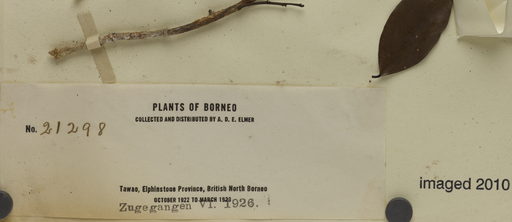 PLANTS OF BORNEO
COLLECTED AND DISTRIBUTED BY A. D. E. ELMER
No. 21298
Tawao, Elphinstone Province, British North Borneo
OCTOBER 1922 TO MARCH 1923
Zugegangen VI. 1926.
imaged 2010